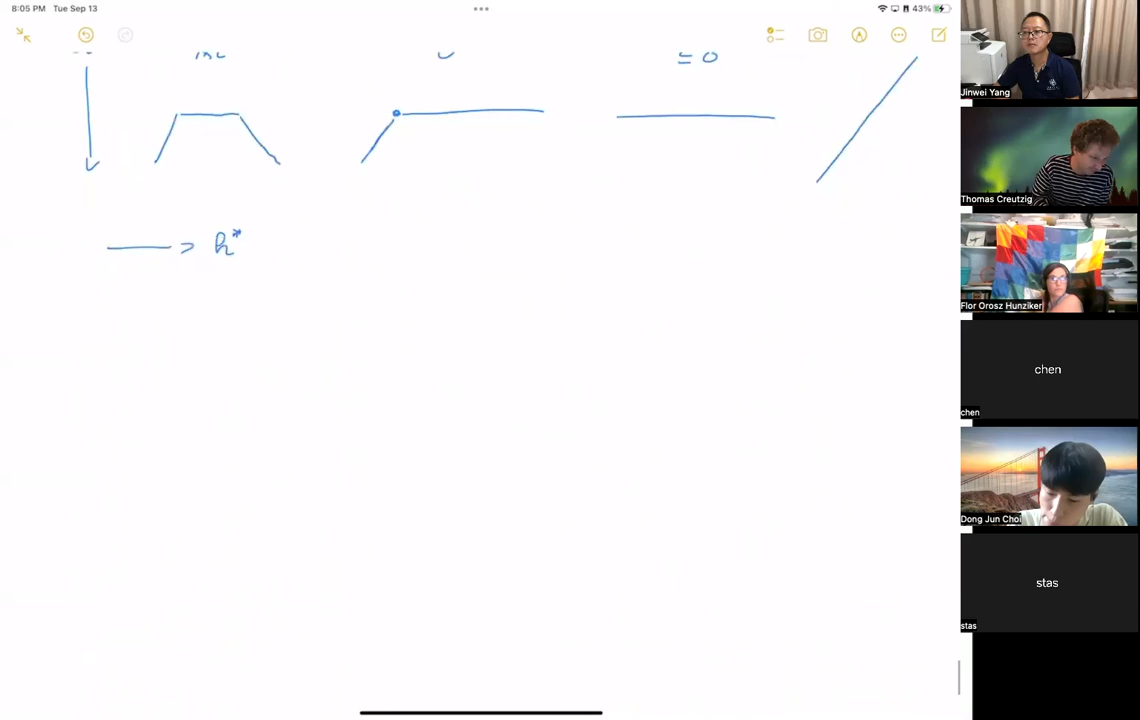 8:05 PM Tue Sep 13
43%
= 0
h*
Jinwei Yang
Thomas Creutzig
Flor Orosz Hunziker
chen
chen
Dong Jun Choi
stas
stas